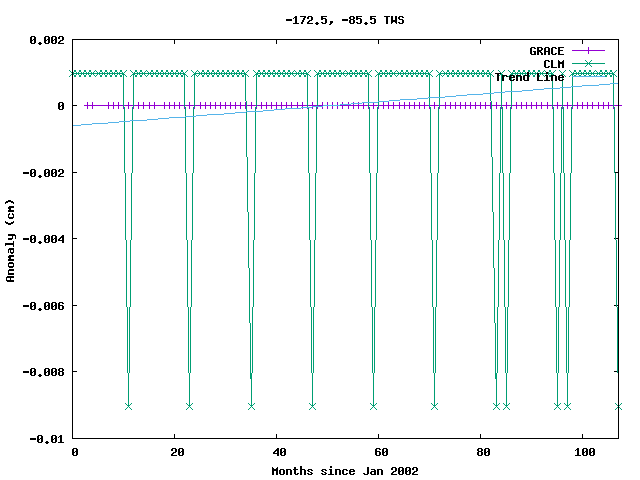 -172.5, -85.5 TWS
0.002
GRACE
CLM
Trend Line
0
-0.002
-0.004
Anomaly (cm)
-0.006
-0.008
-0.01
0 20 40 60 80 100
Months since Jan 2002